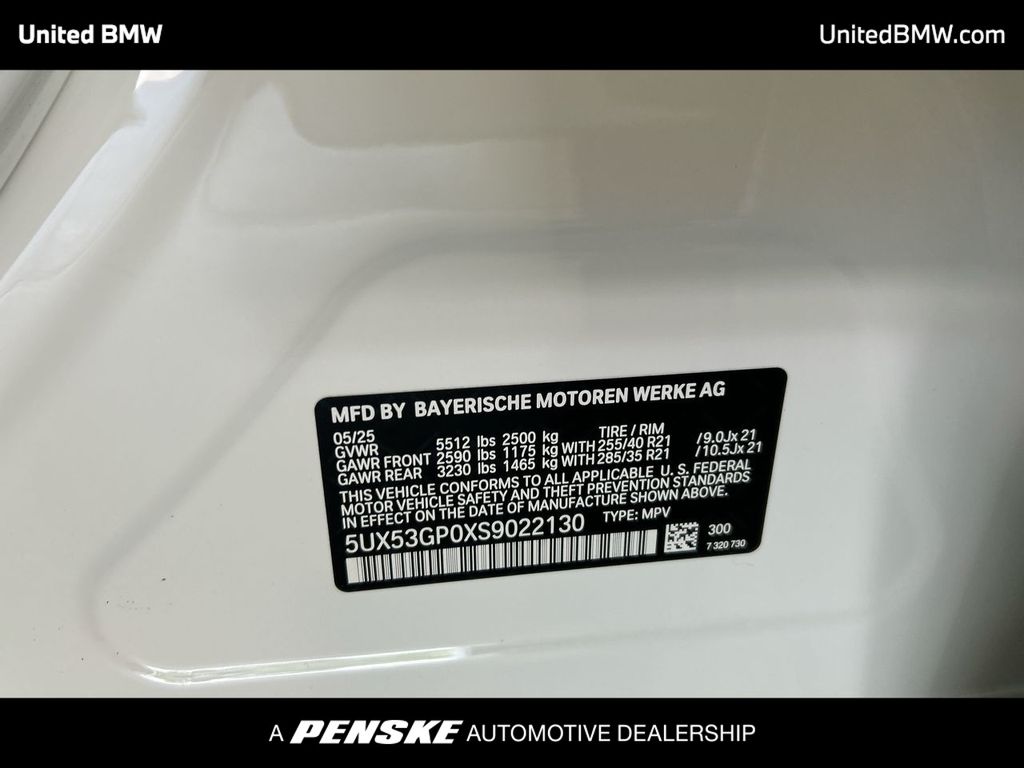 United BMW
UnitedBMW.com
MFD BY BAYERISCHE MOTOREN WERKE AG
05/25
TIRE / RIM
GVWR 5512 lbs 2500 kg
GAWR FRONT 2590 lbs 1175 kg WITH 255/40 R21 /9.0Jx 21
GAWR REAR 3230 lbs 1465 kg WITH 285/35 R21 /10.5Jx 21
THIS VEHICLE CONFORMS TO ALL APPLICABLE U. S. FEDERAL
MOTOR VEHICLE SAFETY AND THEFT PREVENTION STANDARDS
IN EFFECT ON THE DATE OF MANUFACTURE SHOWN ABOVE.
5UX53GP0XS9022130 TYPE: MPV
300
7 320 730
A PENSKE AUTOMOTIVE DEALERSHIP